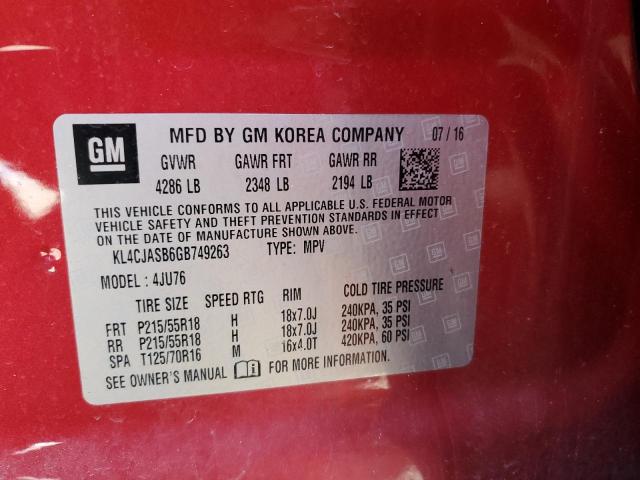 GM MFD BY GM KOREA COMPANY 07/16
GVWR GAWR FRT GAWR RR
4286 LB 2348 LB 2194 LB
THIS VEHICLE CONFORMS TO ALL APPLICABLE U.S. FEDERAL MOTOR
VEHICLE SAFETY AND THEFT PREVENTION STANDARDS IN EFFECT
ON THE DATE OF MANUFACTURE SHOWN ABOVE.
KL4CJASB6GB749263 TYPE: MPV
MODEL: 4JU76
TIRE SIZE SPEED RTG RIM COLD TIRE PRESSURE
FRT P215/55R18 H 18x7.0J 240KPA, 35 PSI
RR P215/55R18 H 18x7.0J 240KPA, 35 PSI
SPA T125/70R16 M 16x4.0T 420KPA, 60 PSI
SEE OWNER'S MANUAL FOR MORE INFORMATION.